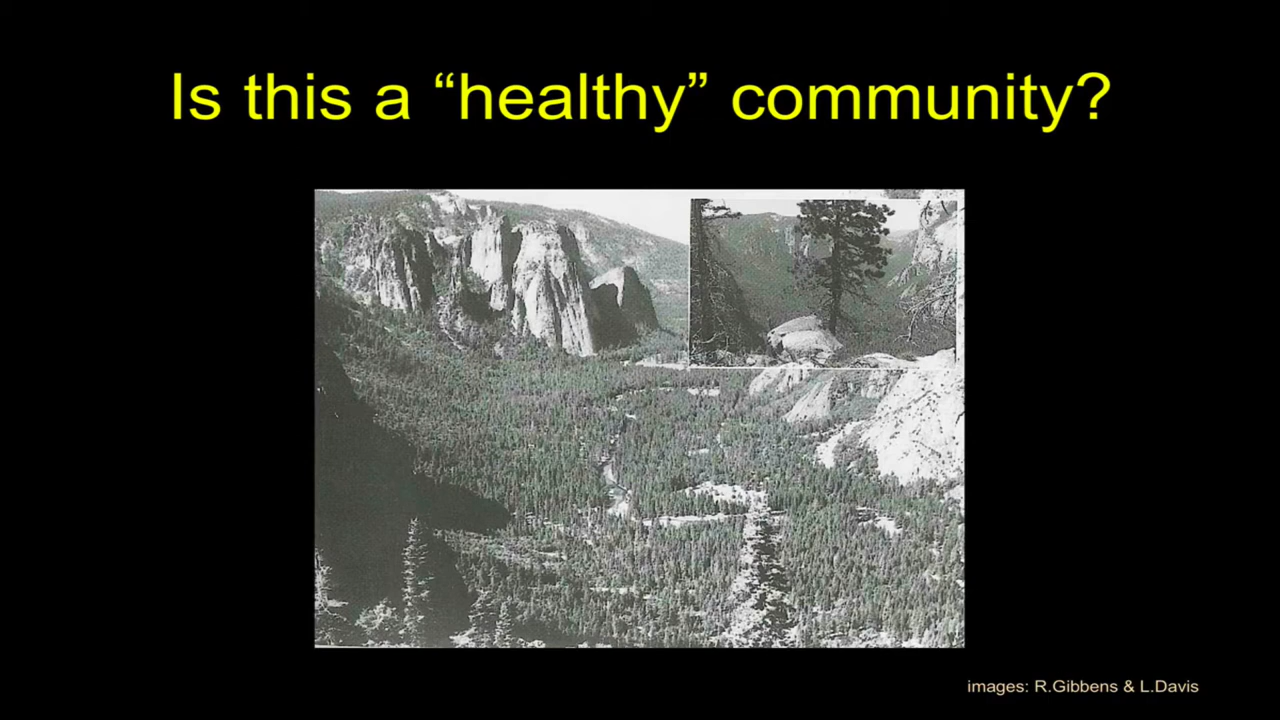 Is this a “healthy” community?
images: R.Gibbens & L.Davis